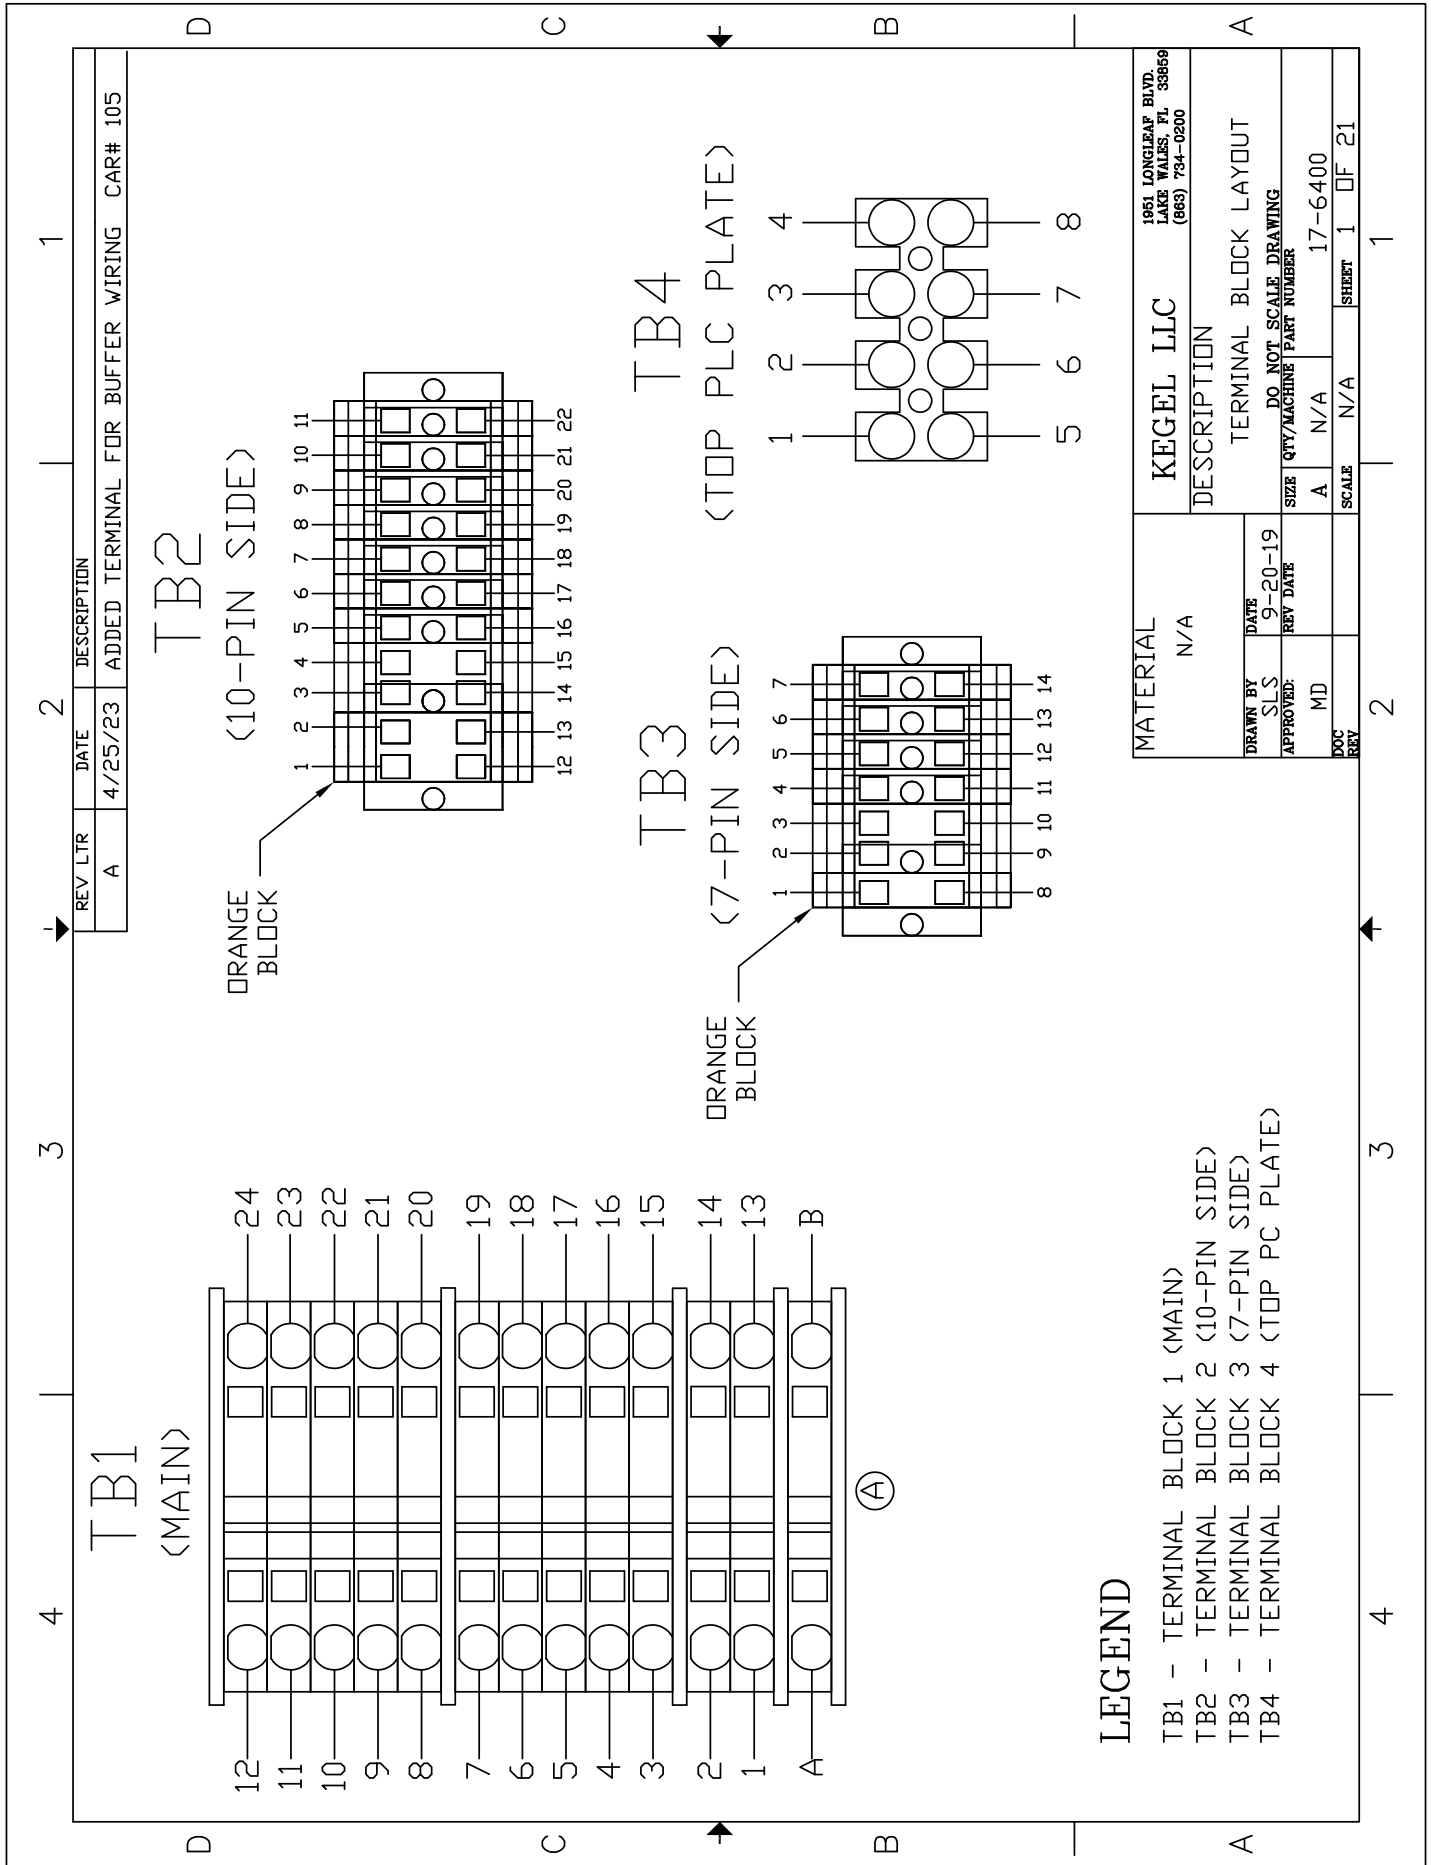 4
3
2
1
D
C
B
A
REV LTR DATE DESCRIPTION
A 4/25/23 ADDED TERMINAL FOR BUFFER WIRING CAR# 105
TB1
(MAIN)
12
11
10
9
8
7
6
5
4
3
2
1
A
24
23
22
21
20
19
18
17
16
15
14
13
B
A
TB2
(10-PIN SIDE)
ORANGE
BLOCK
1 2 3 4 5 6 7 8 9 10 11
12 13 14 15 16 17 18 19 20 21 22
TB3
(7-PIN SIDE)
ORANGE
BLOCK
1 2 3 4 5 6 7
8 9 10 11 12 13 14
TB4
(TOP PLC PLATE)
1 2 3 4
5 6 7 8
LEGEND
TB1 - TERMINAL BLOCK 1 (MAIN)
TB2 - TERMINAL BLOCK 2 (10-PIN SIDE)
TB3 - TERMINAL BLOCK 3 (7-PIN SIDE)
TB4 - TERMINAL BLOCK 4 (TOP PC PLATE)
MATERIAL
N/A
DRAWN BY
SLS
DATE
9-20-19
APPROVED:
MD
REV DATE
DOC
REV
KEGEL LLC
1951 LONGLEAF BLVD.
LAKE WALES, FL 33859
(863) 734-0200
DESCRIPTION
TERMINAL BLOCK LAYOUT
DO NOT SCALE DRAWING
SIZE
A
QTY/MACHINE
N/A
PART NUMBER
17-6400
SCALE
N/A
SHEET 1 OF 21
D
C
B
A
4
3
2
1